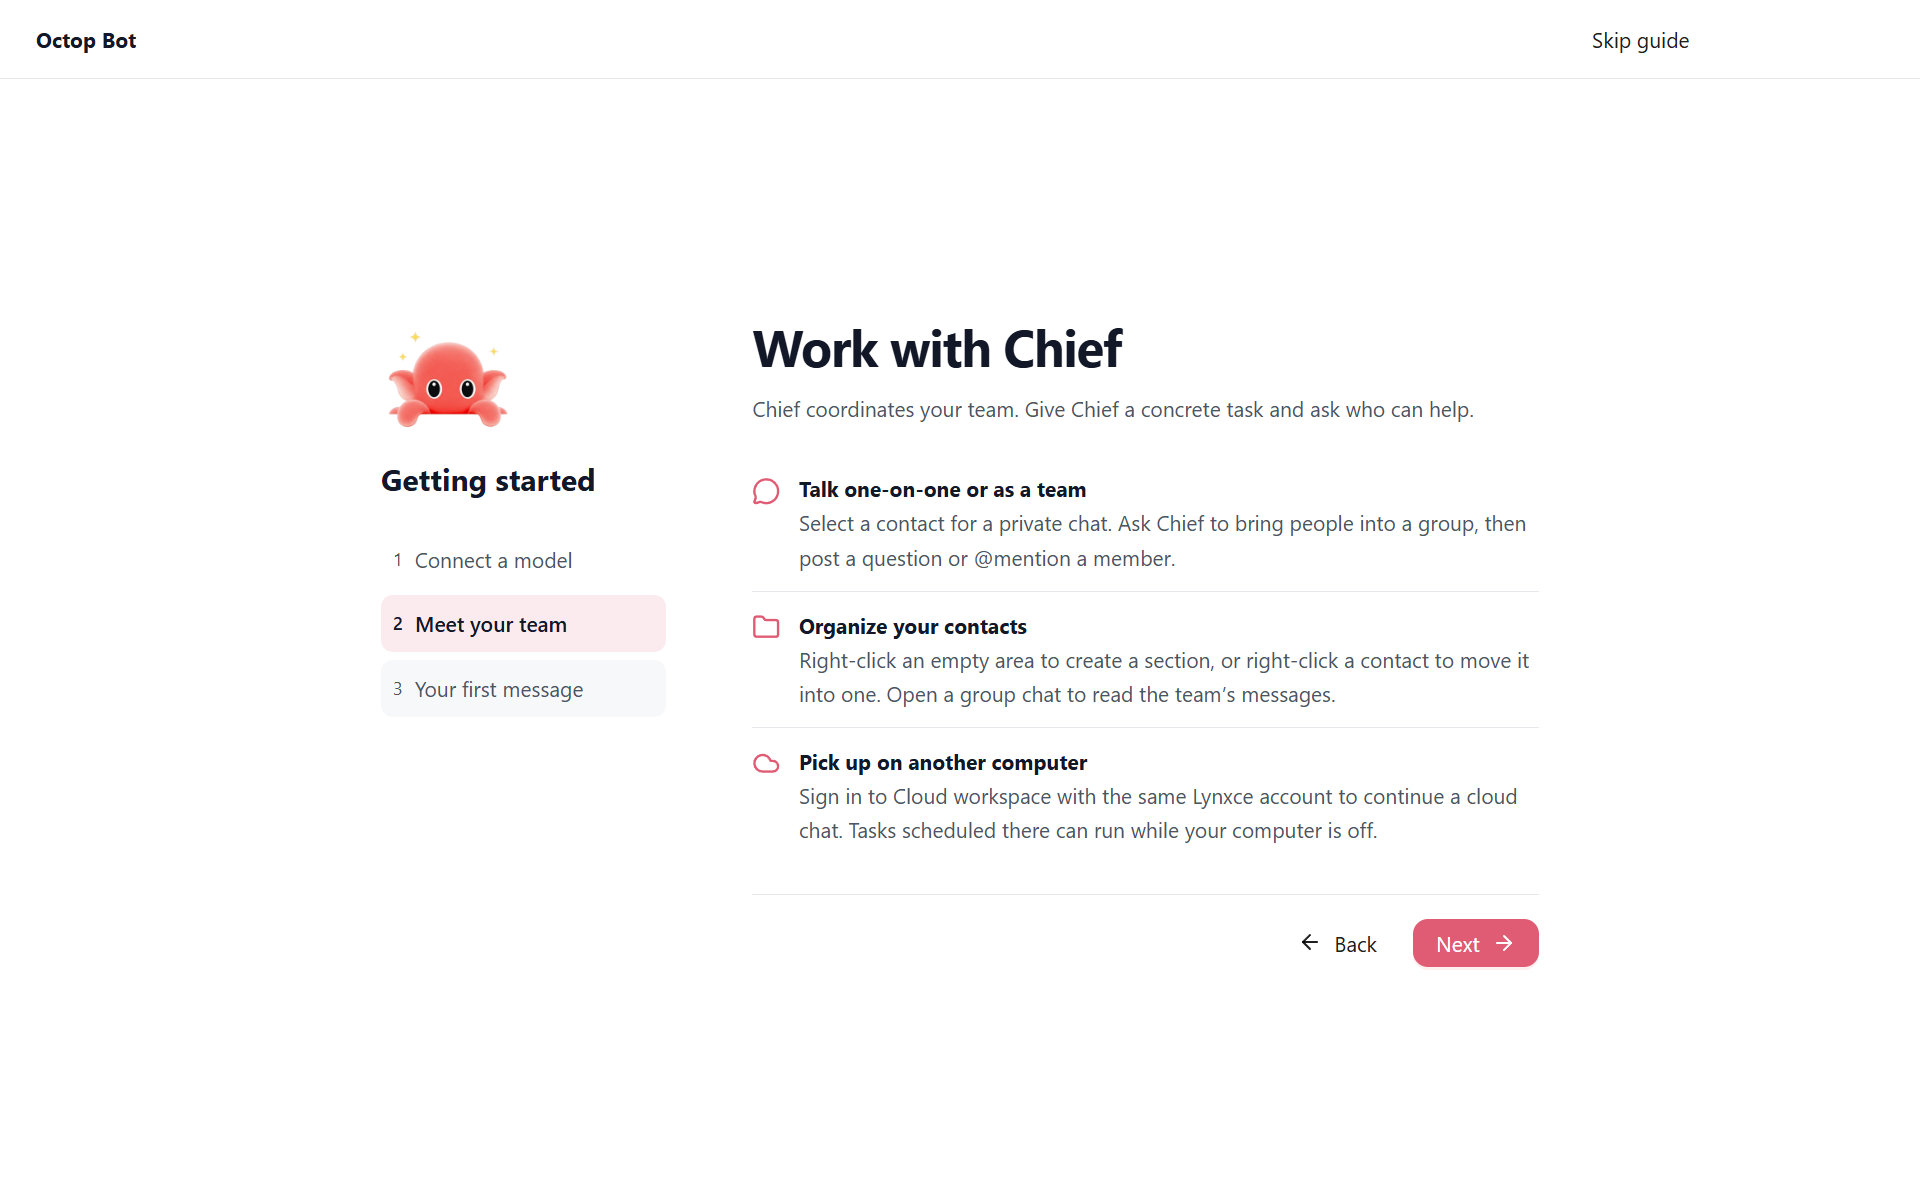 Octop Bot
Skip guide
Getting started
1 Connect a model
2 Meet your team
3 Your first message
Work with Chief
Chief coordinates your team. Give Chief a concrete task and ask who can help.
Talk one-on-one or as a team
Select a contact for a private chat. Ask Chief to bring people into a group, then
post a question or @mention a member.
Organize your contacts
Right-click an empty area to create a section, or right-click a contact to move it
into one. Open a group chat to read the team’s messages.
Pick up on another computer
Sign in to Cloud workspace with the same Lynxce account to continue a cloud
chat. Tasks scheduled there can run while your computer is off.
Back
Next